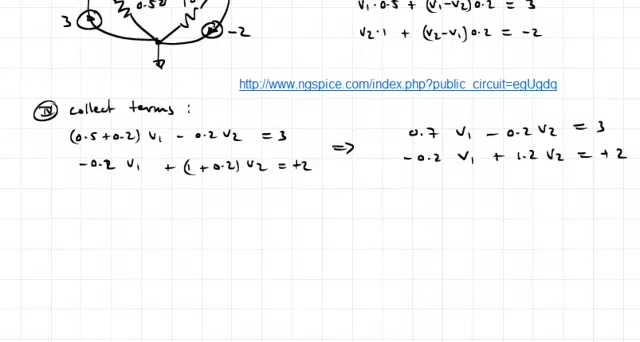 0.5Ω
3
-2
V₁·0.5 + (V₁-V₂)0.2 = 3
V₂·1 + (V₂-V₁)0.2 = -2
http://www.ngspice.com/index.php?public_circuit=egUgdq
IV collect terms :
(0.5+0.2) V₁ - 0.2 V₂ = 3
-0.2 V₁ + (1+0.2) V₂ = +2
=>
0.7 V₁ - 0.2 V₂ = 3
-0.2 V₁ + 1.2 V₂ = +2